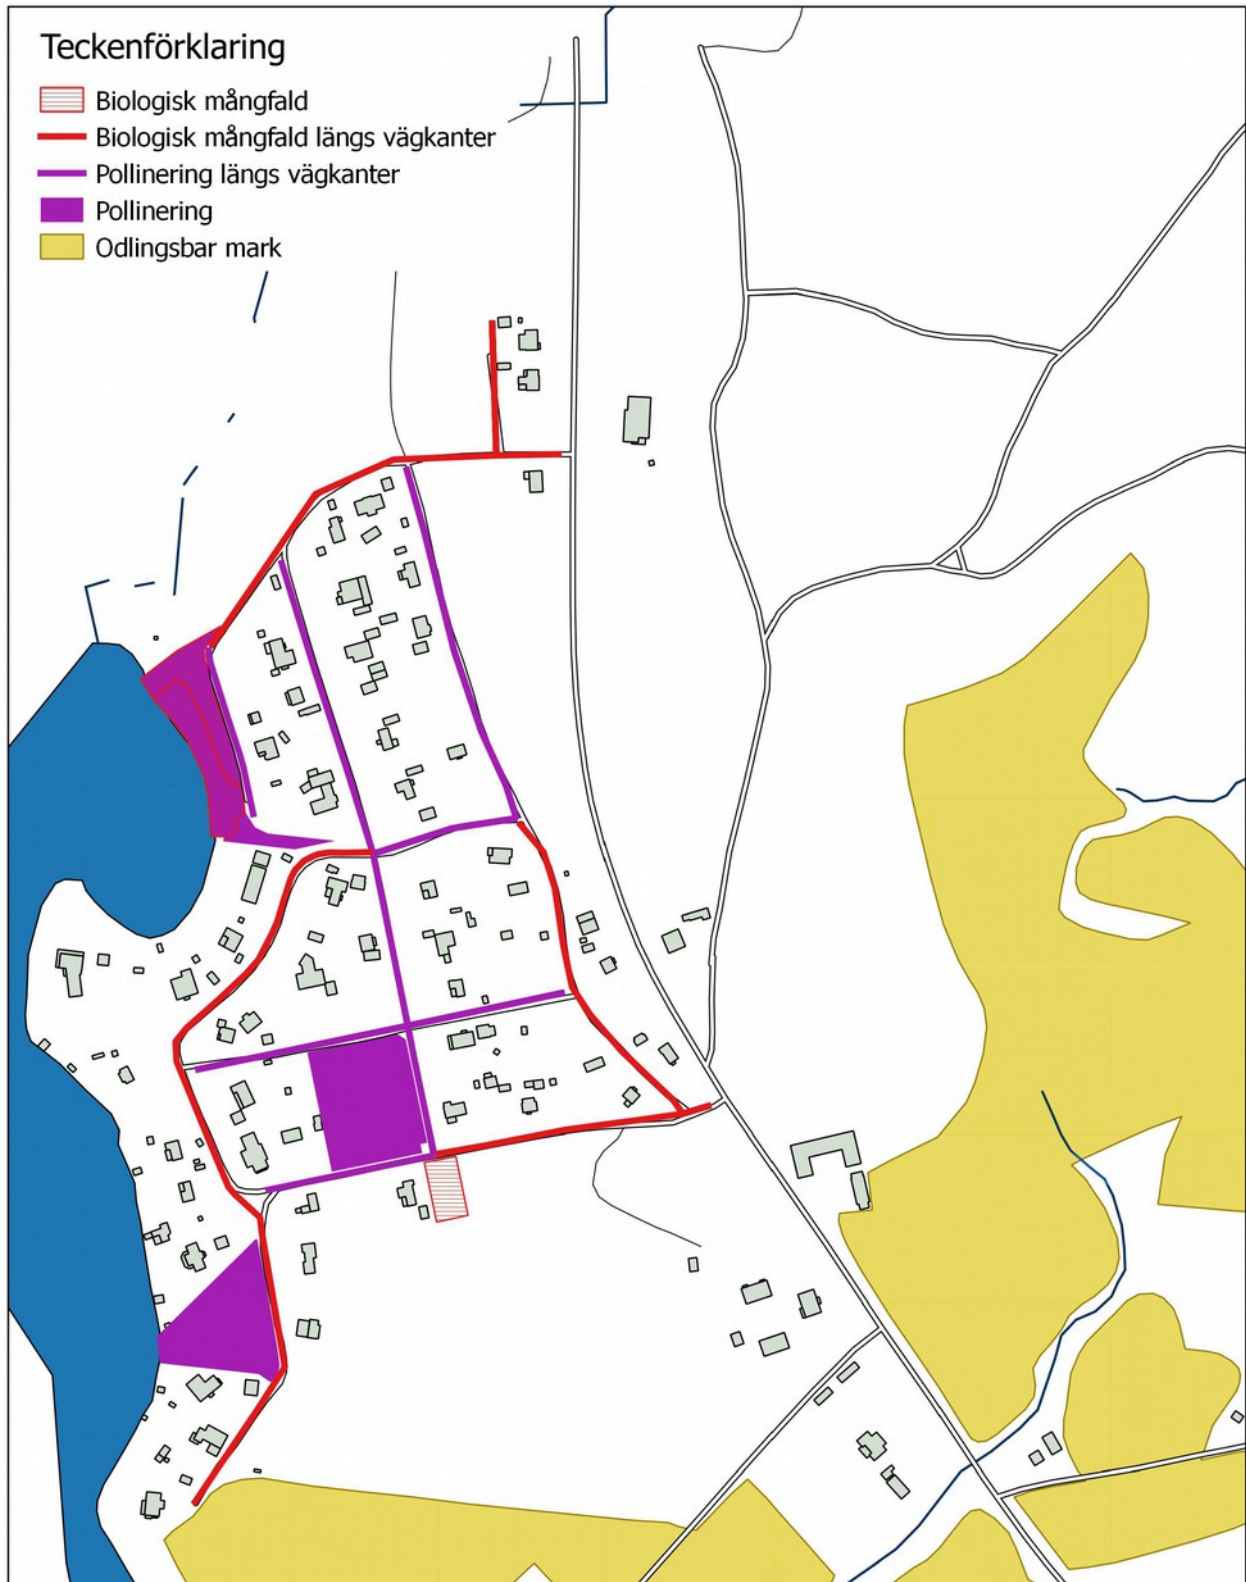 Teckenförklaring
Biologisk mångfald
Biologisk mångfald längs vägkanter
Pollinering längs vägkanter
Pollinering
Odlingsbar mark